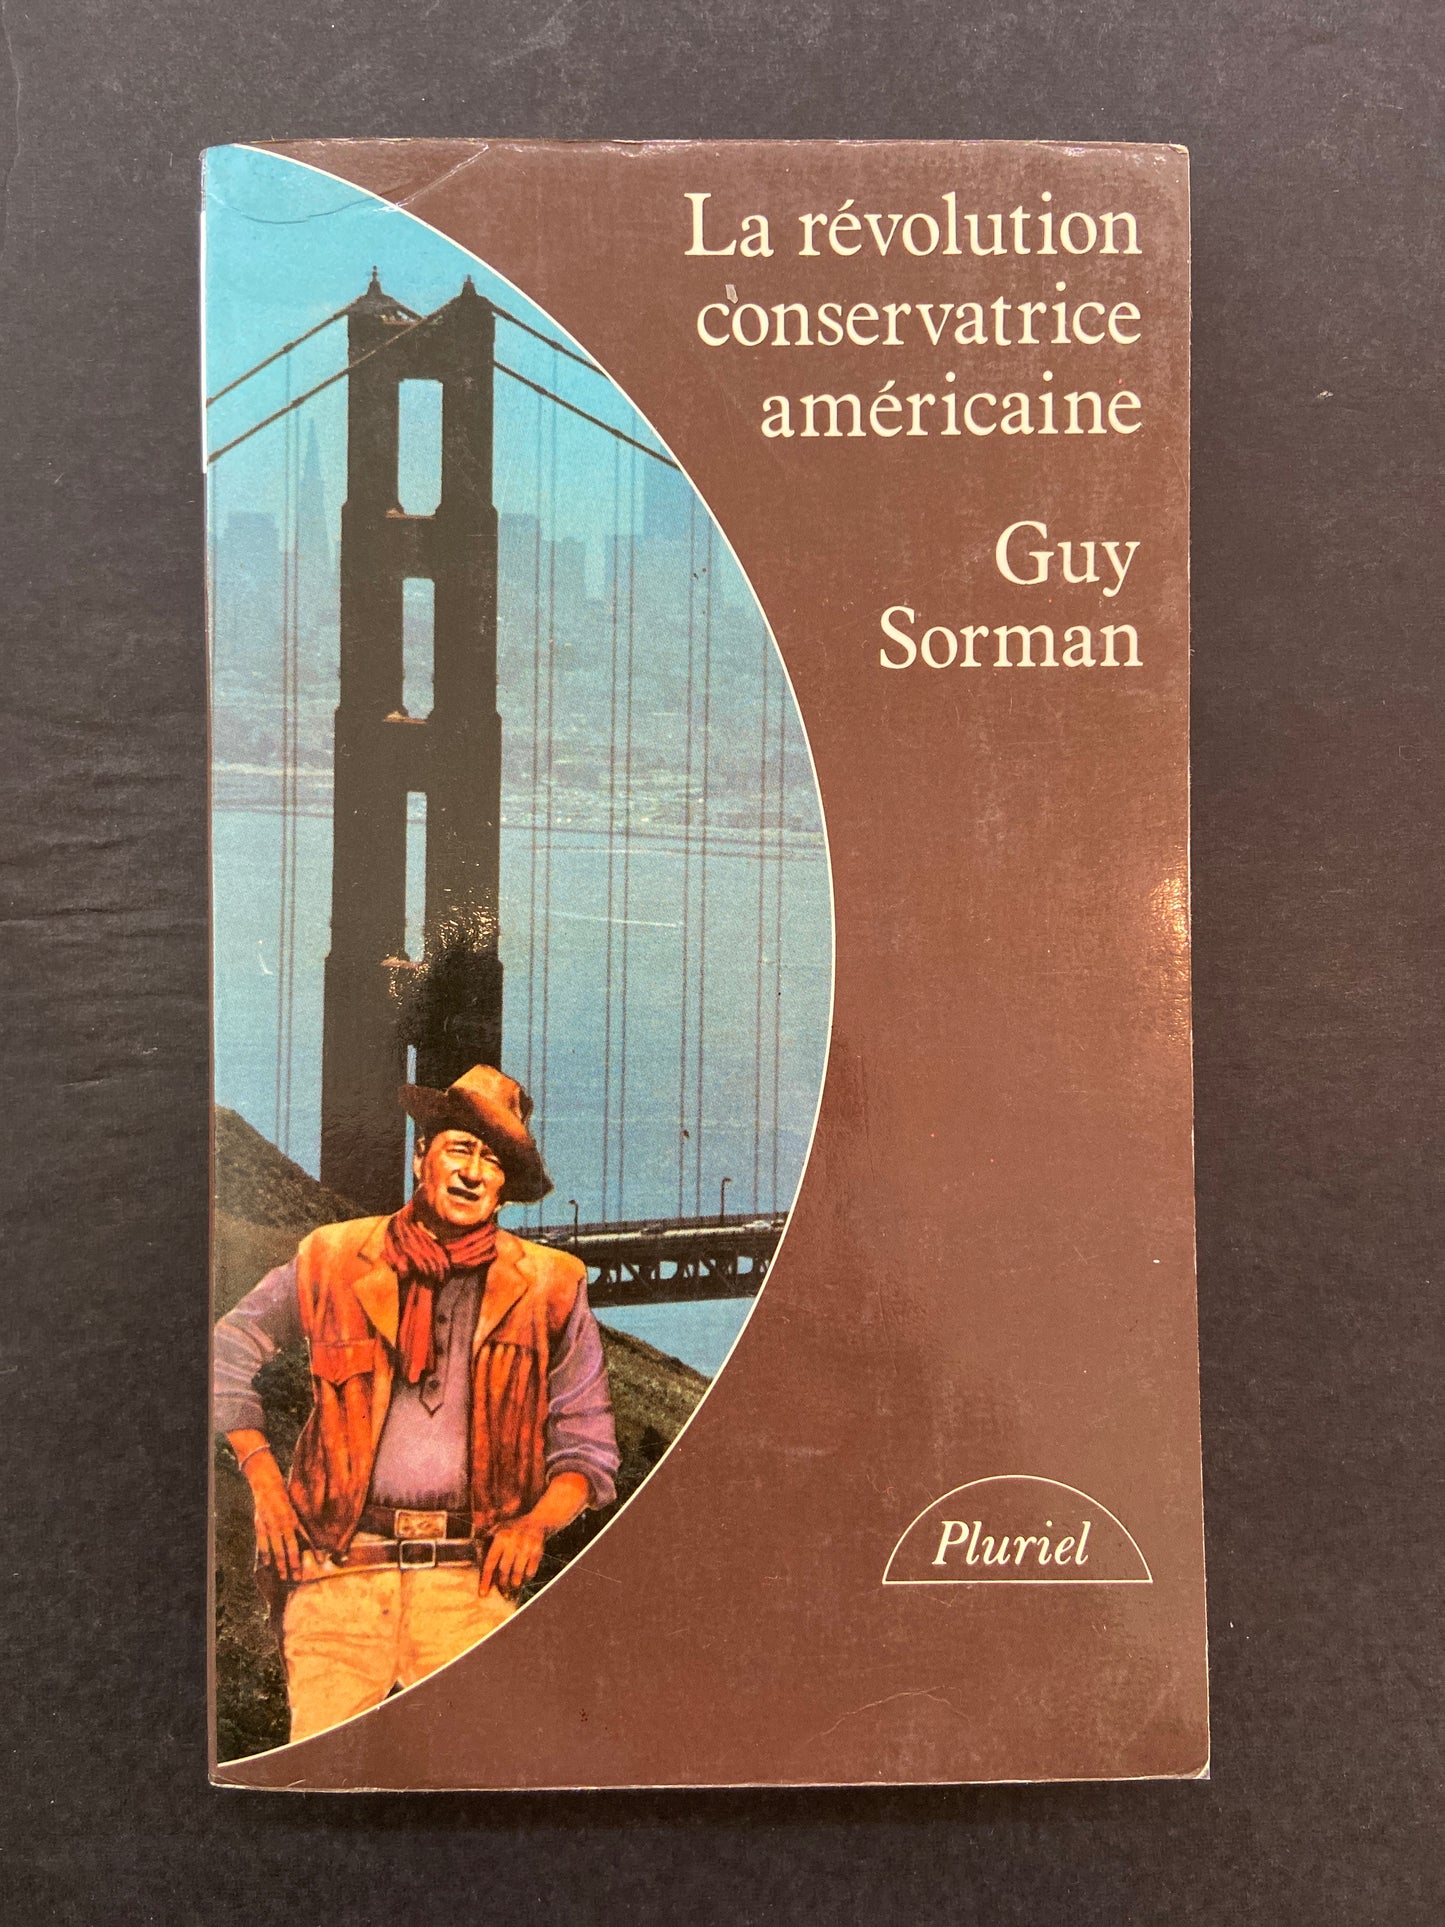 La révolution
conservatrice
américaine
Guy
Sorman
Pluriel